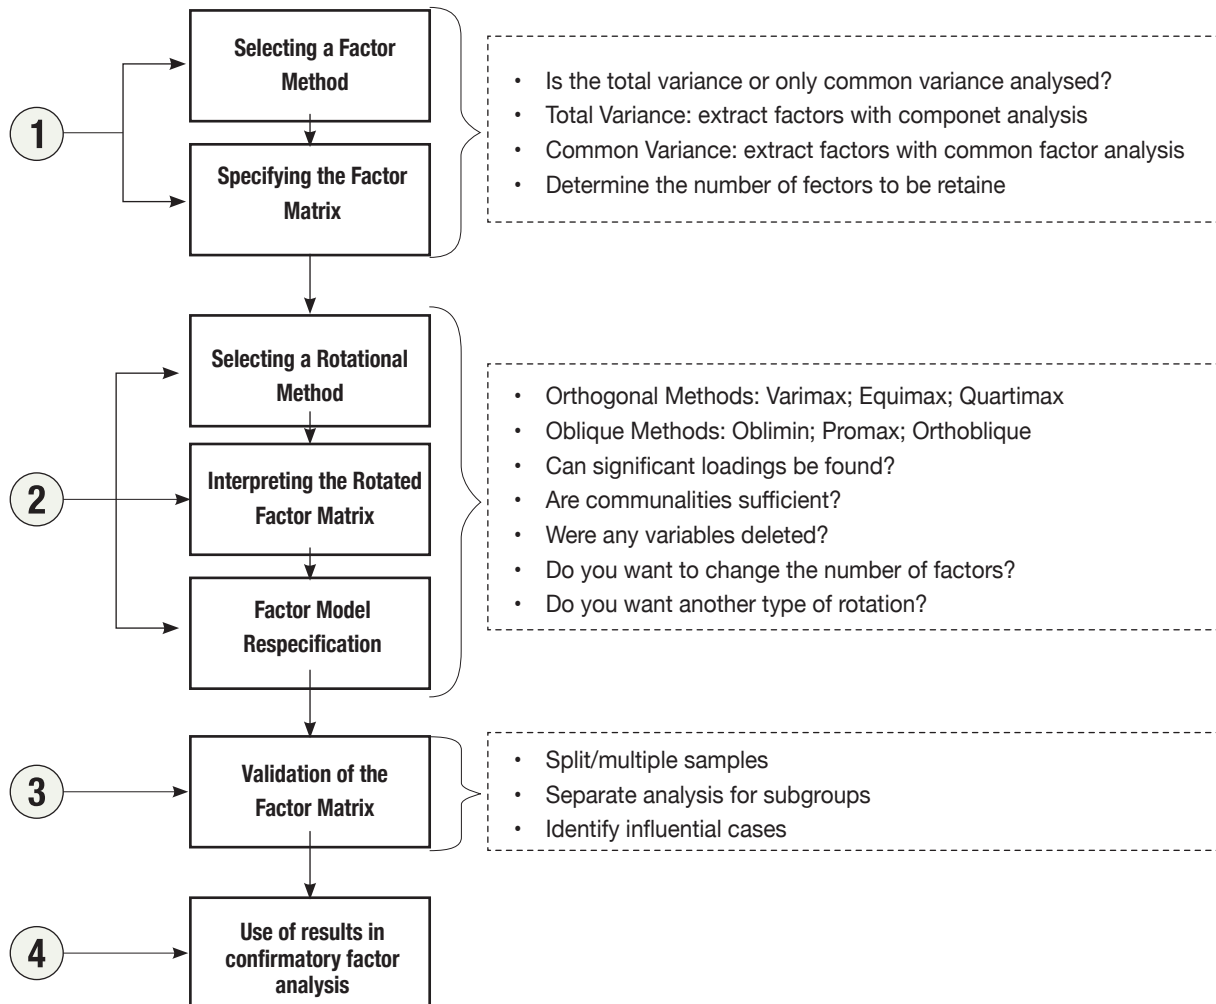 1
Selecting a Factor
Method
Specifying the Factor
Matrix
• Is the total variance or only common variance analysed?
• Total Variance: extract factors with componet analysis
• Common Variance: extract factors with common factor analysis
• Determine the number of fectors to be retaine
2
Selecting a Rotational
Method
Interpreting the Rotated
Factor Matrix
Factor Model
Respecification
• Orthogonal Methods: Varimax; Equimax; Quartimax
• Oblique Methods: Oblimin; Promax; Orthoblique
• Can significant loadings be found?
• Are communalities sufficient?
• Were any variables deleted?
• Do you want to change the number of factors?
• Do you want another type of rotation?
3
Validation of the
Factor Matrix
• Split/multiple samples
• Separate analysis for subgroups
• Identify influential cases
4
Use of results in
confirmatory factor
analysis